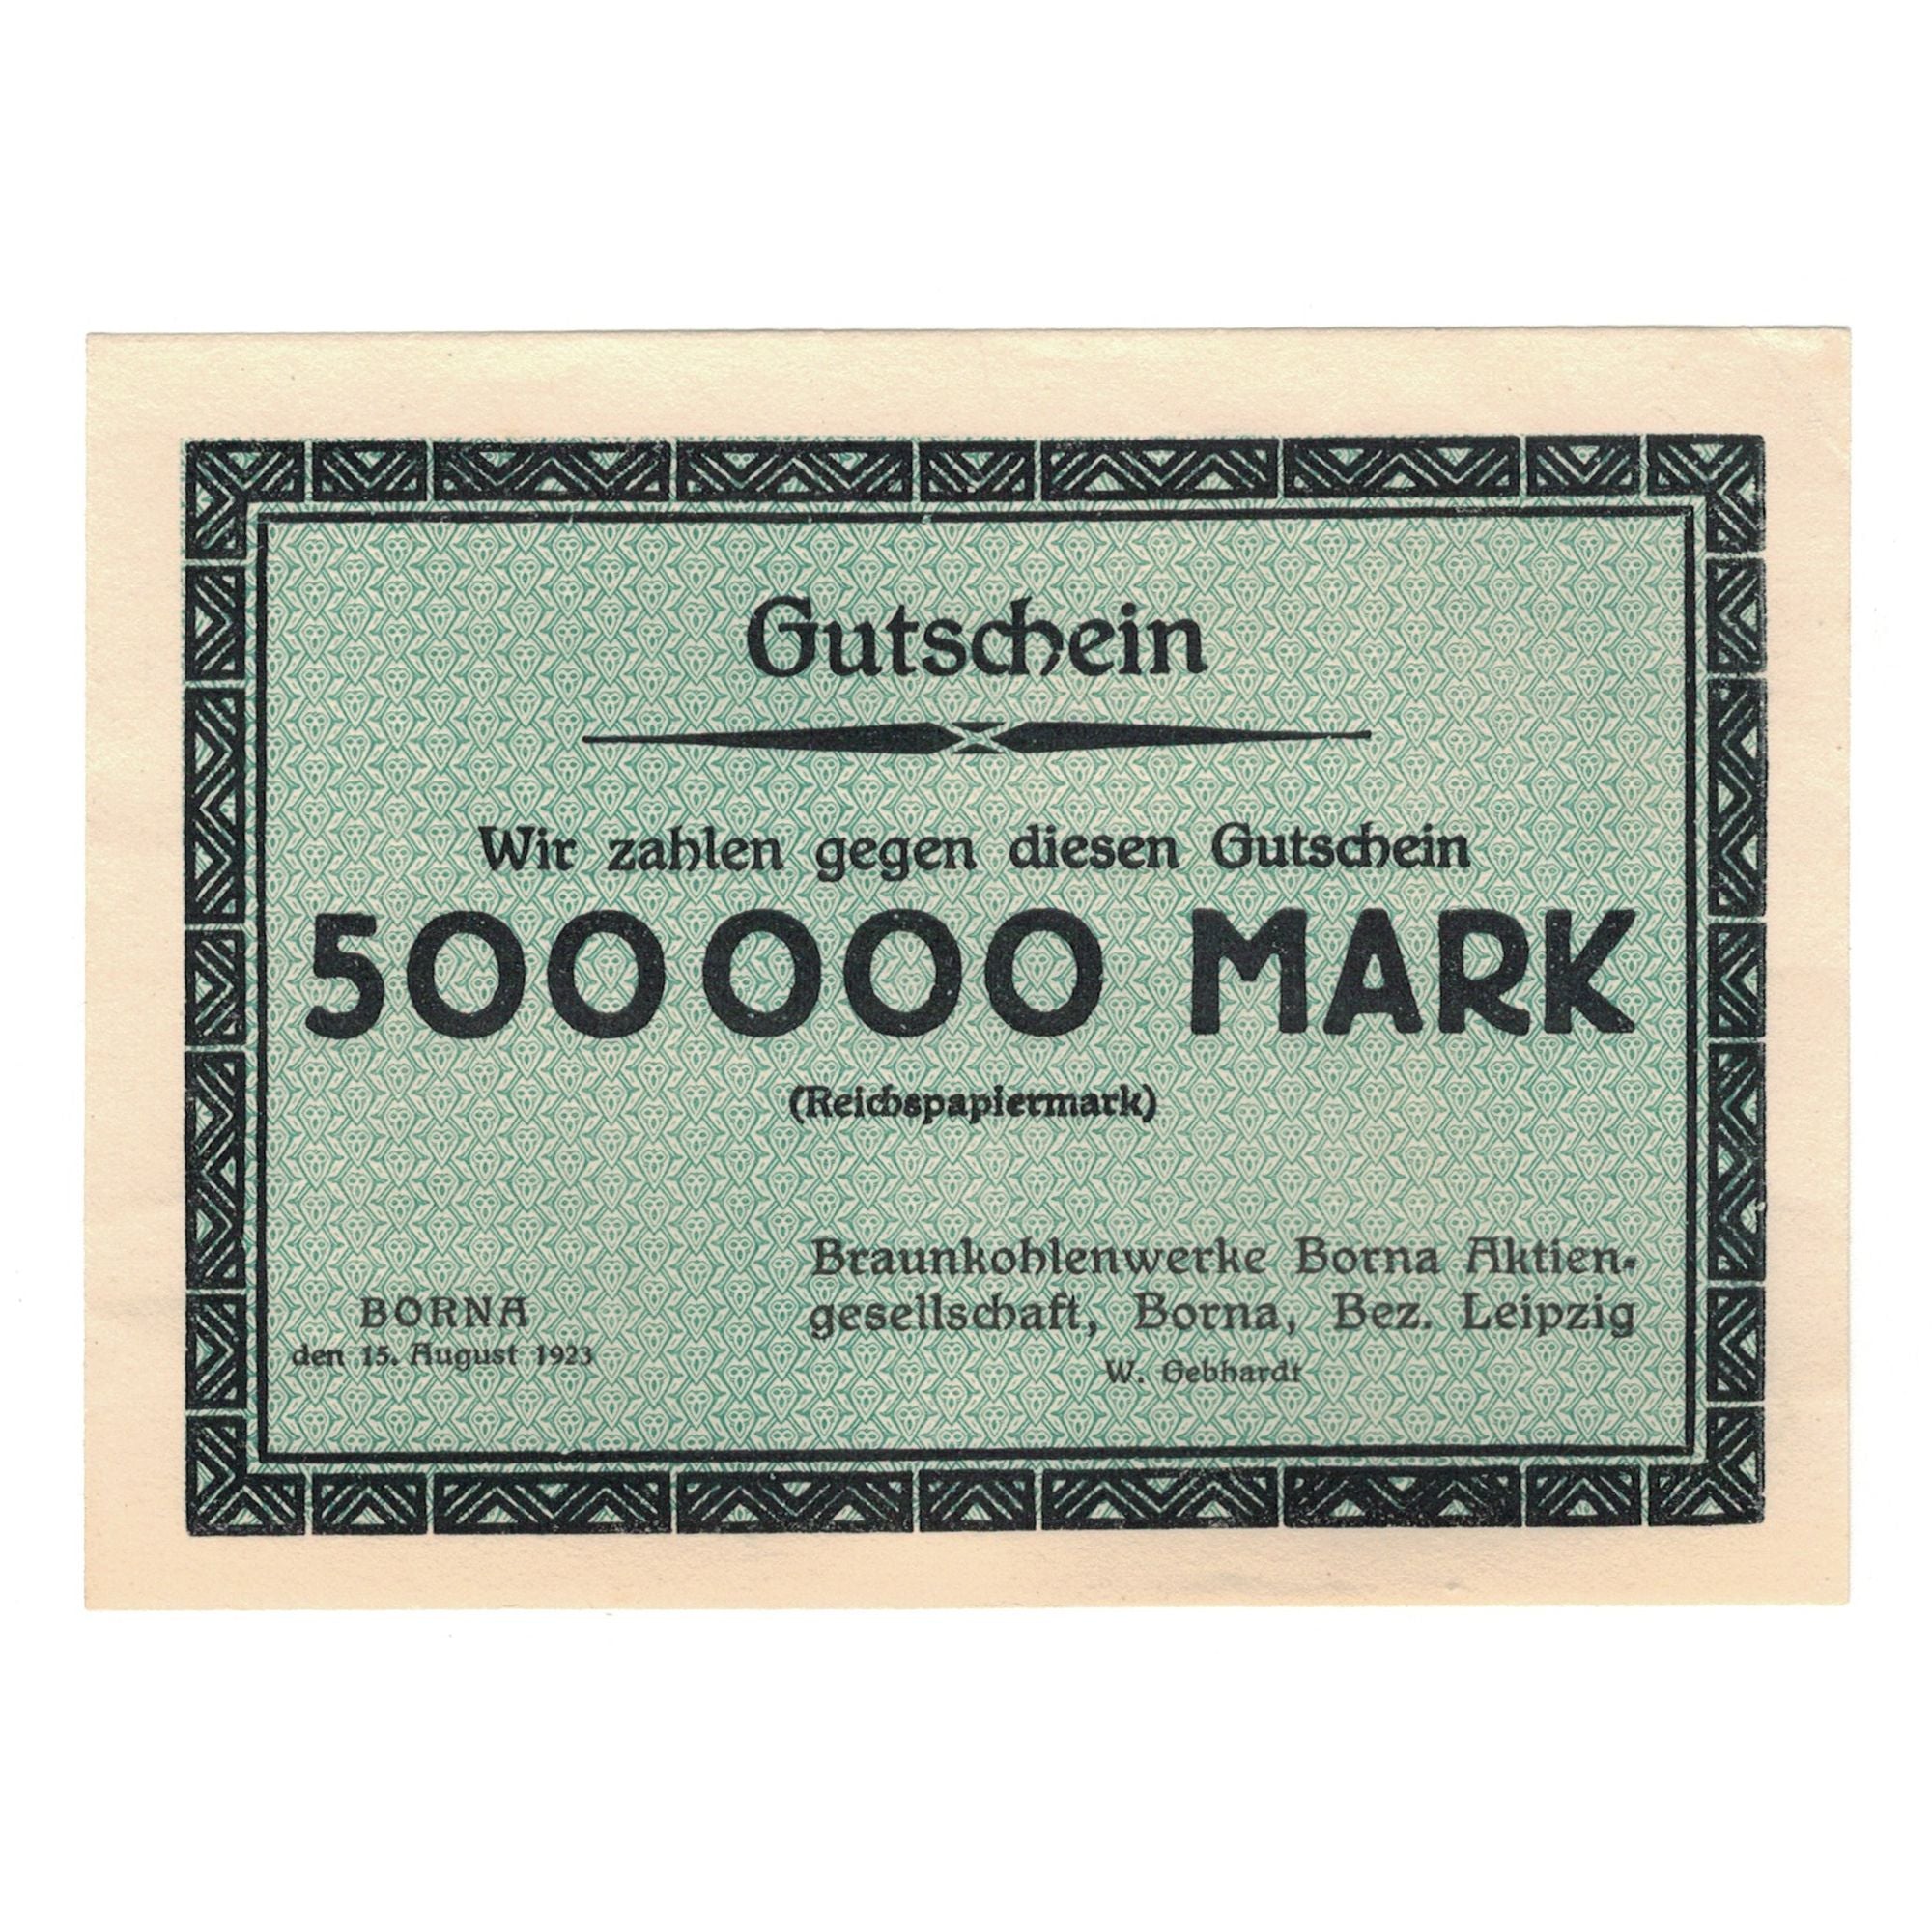 Gutschein
Wir zahlen gegen diesen Gutschein
500000 MARK
(Reichspapiermark)
BORNA
den 15. August 1923
Braunkohlenwerke Borna Aktien-
gesellschaft, Borna, Bez. Leipzig
W. Gebhardt